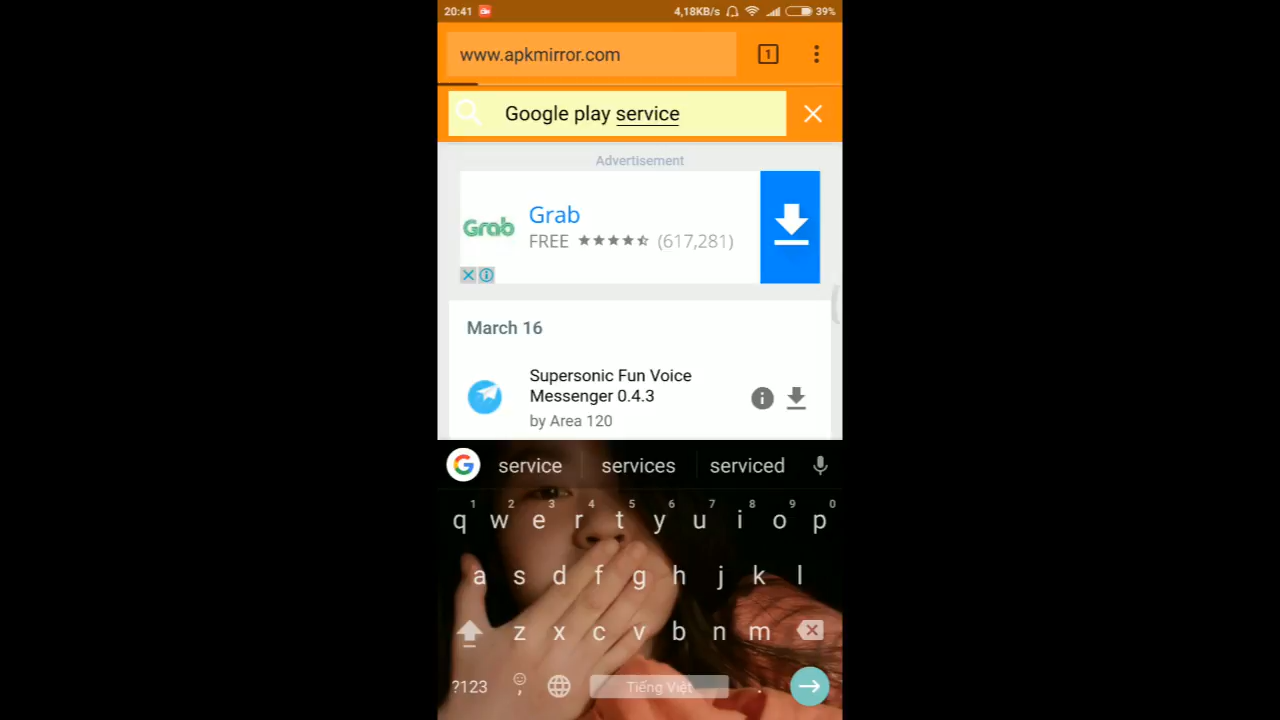 20:41 4,18KB/s 39%
www.apkmirror.com 1
Google play service
Advertisement
Grab
Grab
FREE (617,281)
March 16
Supersonic Fun Voice
Messenger 0.4.3
by Area 120
G service services serviced
1 2 3 4 5 6 7 8 9 0
q w e r t y u i o p
a s d f g h j k l
z x c v b n m
?123 , Tiếng Việt .